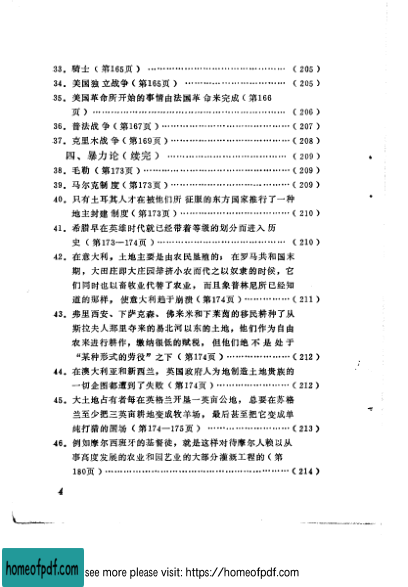 33．骑士（第165页）……………………………………（205）
34．美国独立战争（第165页）……………………………（205）
35．美国革命所开始的事情由法国革命来完成（第166
页）……………………………………………………（206）
36．普法战争（第167页）…………………………………（207）
37．克里木战争（第169页）………………………………（208）
四、暴力论（续完）…………………………………（209）
38．毛勒（第173页）………………………………………（209）
39．马尔克制度（第173页）………………………………（209）
40．只有土耳其人才在被他们所征服的东方国家推行了一种
地主封建制度（第173页）…………………………（210）
41．希腊早在英雄时代就已经带着等级的划分而进入历
史（第173—174页）…………………………………（210）
42．在意大利，土地主要是由农民垦殖的；在罗马共和国末
期，大田庄即大庄园排挤小农而代之以奴隶的时候，它
们同时也以畜牧业代替了农业，而且象普林尼所已经知
道的那样，使意大利趋于崩溃（第174页）…………（211）
43．弗里西安、下萨克森、佛来米和下莱茵的移民耕种了从
斯拉夫人那里夺来的易北河以东的土地，他们作为自由
农来进行耕作，缴纳很低的赋税，但他们绝不是处于
“某种形式的劳役”之下（第174页）………………（212）
44．在澳大利亚和新西兰，英国政府人为地制造土地贵族的
一切企图都遭到了失败（第174页）…………………（212）
45．大土地占有者每在英格兰开垦一英亩公地，总要在苏格
兰至少把三英亩耕地变成牧羊场，最后甚至把它变成单
纯打猎的围场（第174—175页）……………………（213）
46．例如摩尔西班牙的基督徒，就是这样对待摩尔人赖以从
事高度发展的农业和园艺业的大部分灌溉工程的（第
180页）…………………………………………………（214）
4
homeofpdf.com
see more please visit: https://homeofpdf.com